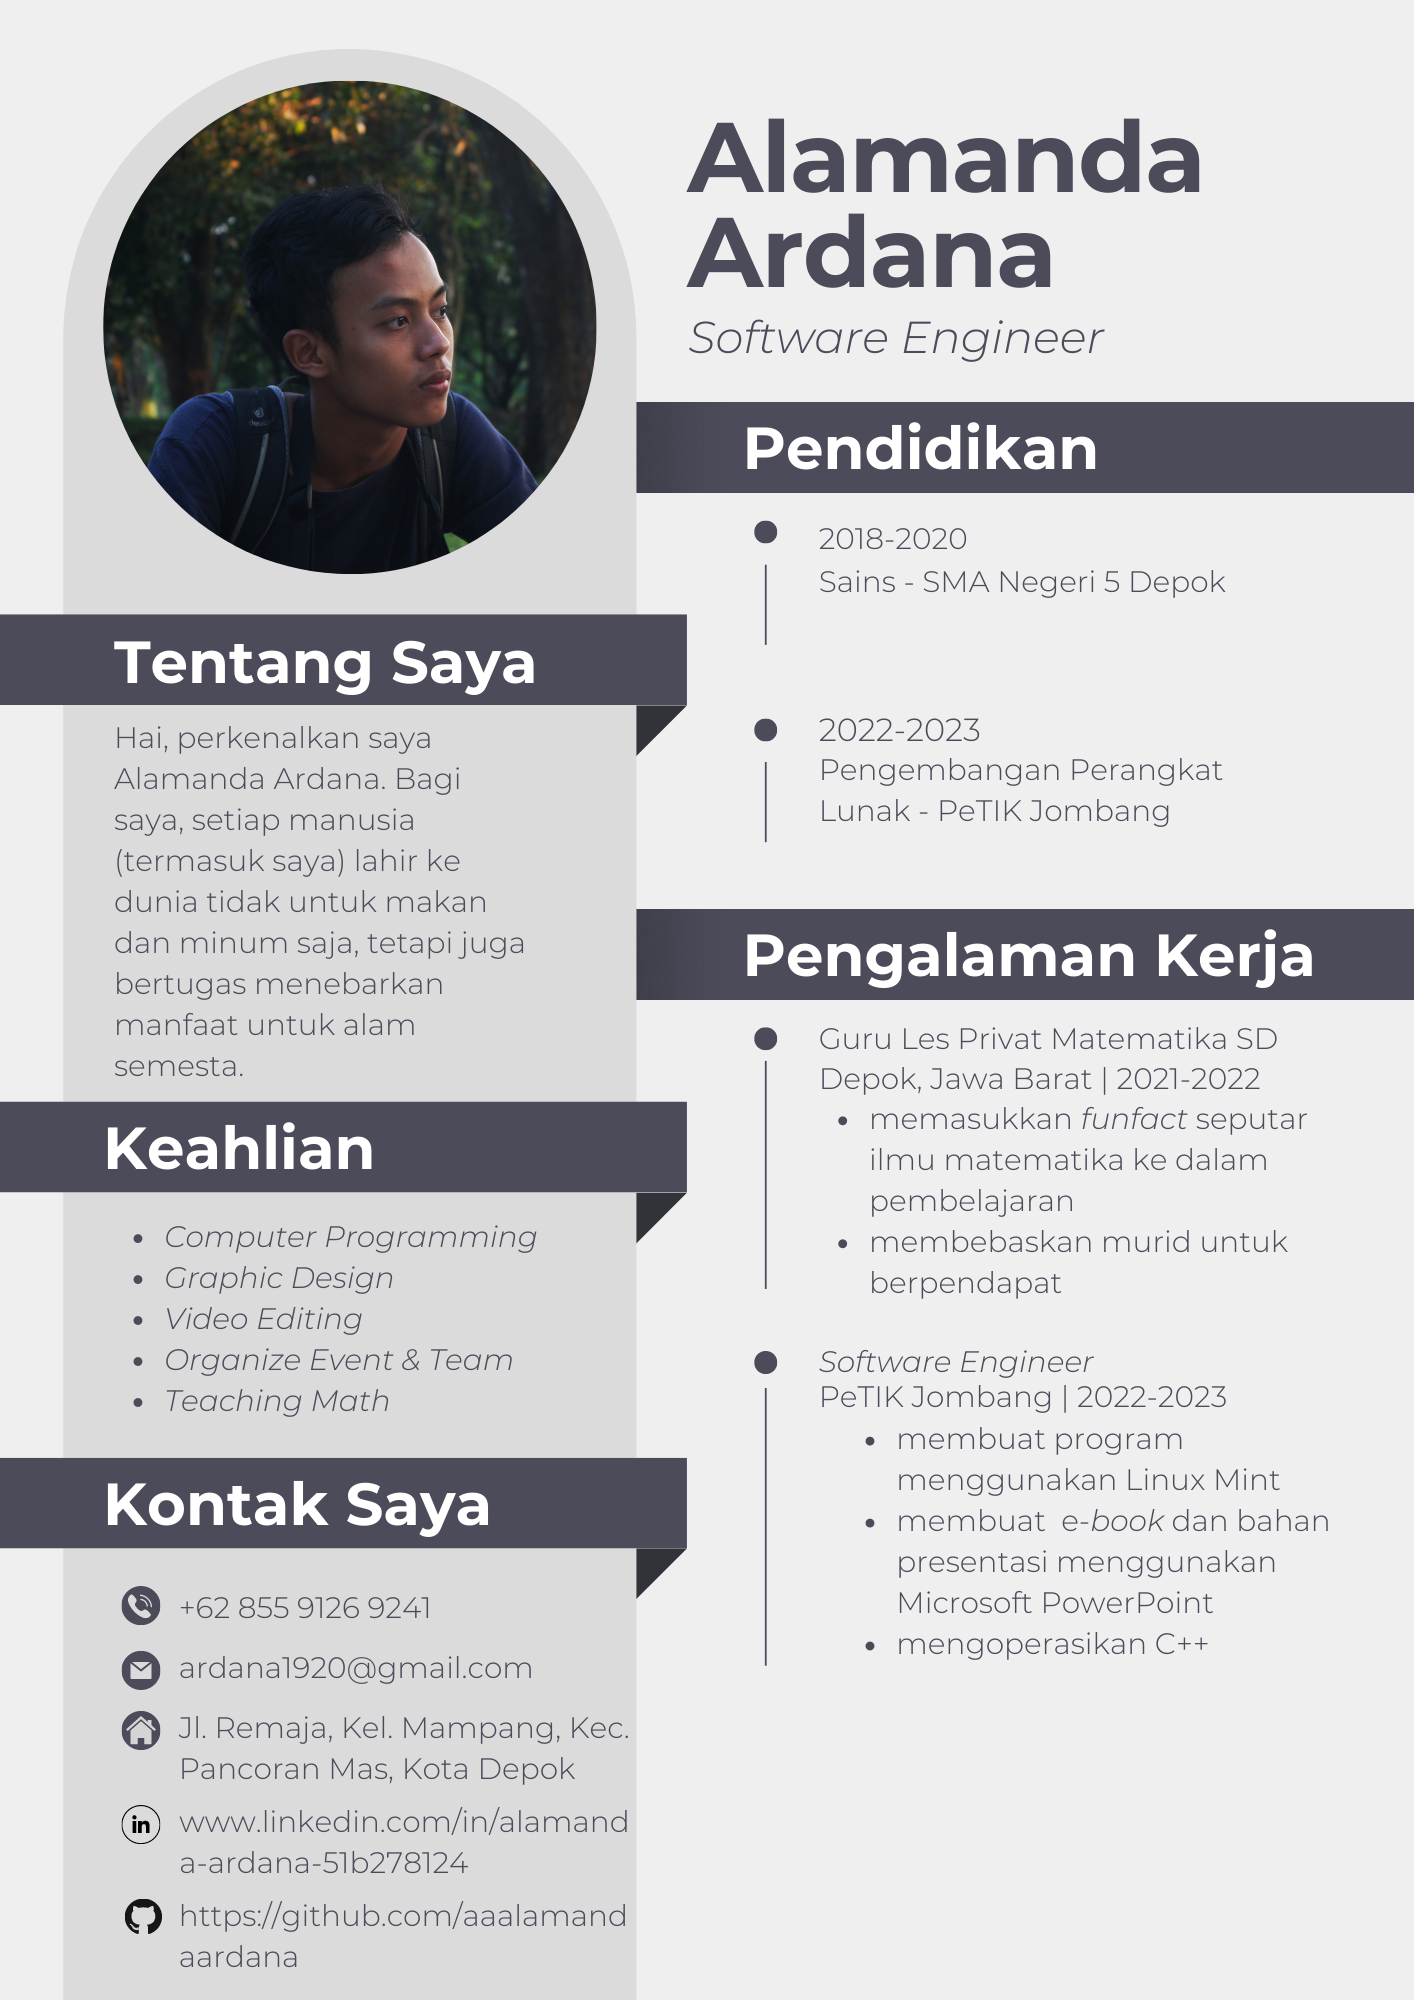 Alamanda
Ardana
Software Engineer
Tentang Saya
Hai, perkenalkan saya
Alamanda Ardana. Bagi
saya, setiap manusia
(termasuk saya) lahir ke
dunia tidak untuk makan
dan minum saja, tetapi juga
bertugas menebarkan
manfaat untuk alam
semesta.
Keahlian
• Computer Programming
• Graphic Design
• Video Editing
• Organize Event & Team
• Teaching Math
Kontak Saya
+62 855 9126 9241
ardana1920@gmail.com
Jl. Remaja, Kel. Mampang, Kec.
Pancoran Mas, Kota Depok
in
www.linkedin.com/in/alamand
a-ardana-51b278124
https://github.com/aaalamand
aardana
Pendidikan
2018-2020
Sains - SMA Negeri 5 Depok
2022-2023
Pengembangan Perangkat
Lunak - PeTIK Jombang
Pengalaman Kerja
Guru Les Privat Matematika SD
Depok, Jawa Barat | 2021-2022
• memasukkan funfact seputar
ilmu matematika ke dalam
pembelajaran
• membebaskan murid untuk
berpendapat
Software Engineer
PeTIK Jombang | 2022-2023
• membuat program
menggunakan Linux Mint
• membuat  e-book dan bahan
presentasi menggunakan
Microsoft PowerPoint
• mengoperasikan C++